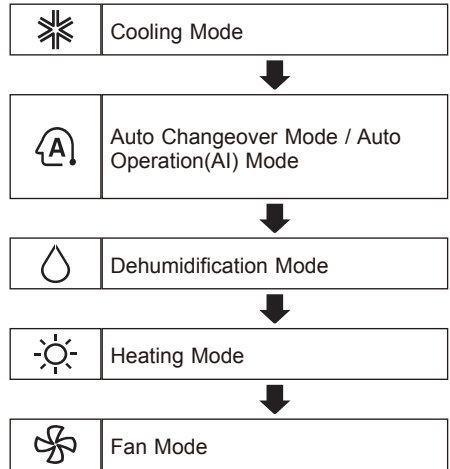 Cooling Mode
A
Auto Changeover Mode / Auto
Operation(AI) Mode
Dehumidification Mode
Heating Mode
Fan Mode